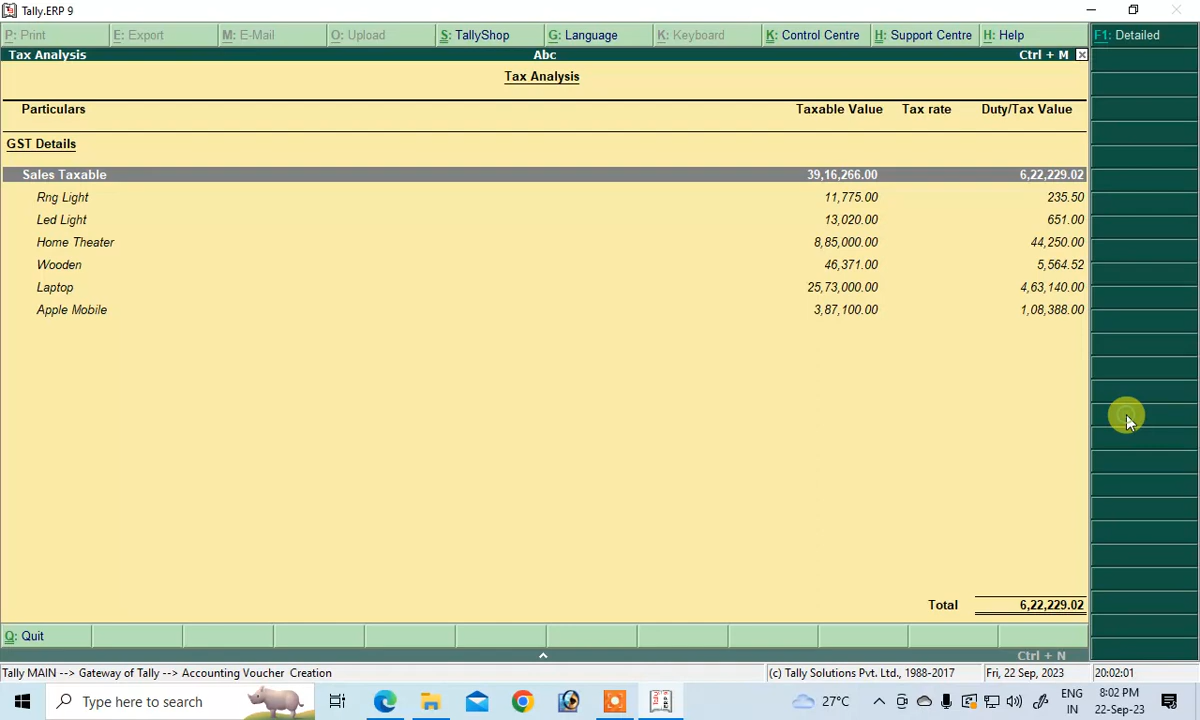 Tally.ERP 9
P: Print E: Export M: E-Mail O: Upload S: TallyShop G: Language K: Keyboard K: Control Centre H: Support Centre H: Help F1: Detailed
Tax Analysis Abc Ctrl + M
Tax Analysis
Particulars Taxable Value Tax rate Duty/Tax Value
GST Details
Sales Taxable 39,16,266.00 6,22,229.02
Rng Light 11,775.00 235.50
Led Light 13,020.00 651.00
Home Theater 8,85,000.00 44,250.00
Wooden 46,371.00 5,564.52
Laptop 25,73,000.00 4,63,140.00
Apple Mobile 3,87,100.00 1,08,388.00
Total 6,22,229.02
Q: Quit
Ctrl + N
Tally MAIN --> Gateway of Tally --> Accounting Voucher Creation (c) Tally Solutions Pvt. Ltd., 1988-2017 Fri, 22 Sep, 2023 20:02:01
Type here to search 27°C ENG IN 8:02 PM 22-Sep-23